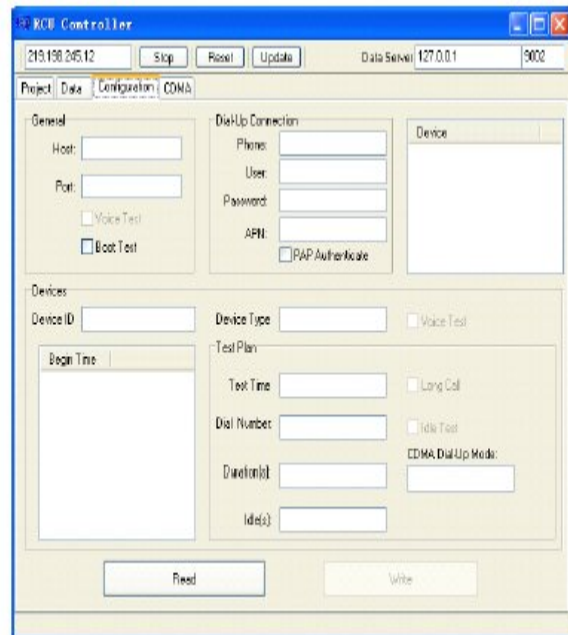 RCU Controller
219.198.245.12 Stop Reset Update Data Server 127.0.0.1 9002
Project Data Configuration CDMA
General
Host:
Port:
Voice Test
Boot Test
Dial-Up Connection
Phone:
User:
Password:
APN:
PAP Authenticate
Device
Devices
Device ID
Device Type
Voice Test
Begin Time
Test Plan
Test Time
Long Call
Dial Number
Idle Test
CDMA Dial-Up Mode:
Duration(s):
Idle(s):
Read Write